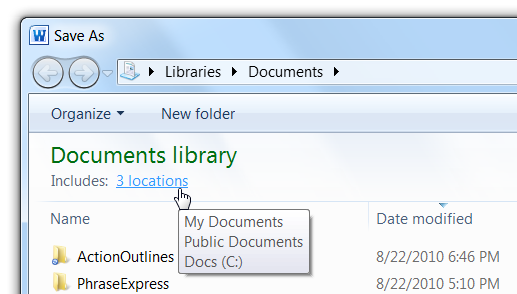 Save As
Libraries Documents
Organize New folder
Documents library
Includes: 3 locations
Name Date modified
My Documents
Public Documents
Docs (C:)
ActionOutlines 8/22/2010 6:46 PM
PhraseExpress 8/22/2010 5:10 PM